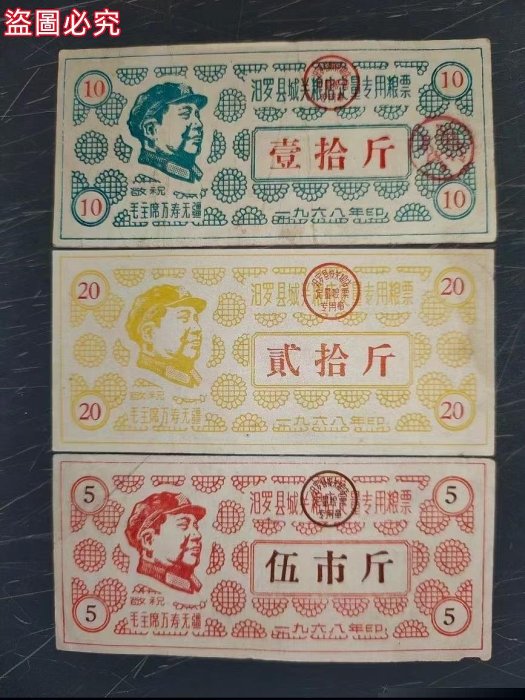 盜圖必究
10
汨罗县城关粮店定量专用粮票
10
壹拾斤
敬祝
毛主席万寿无疆
10
一九六八年印
10
20
汨罗县城关粮店定量专用粮票
20
贰拾斤
敬祝
毛主席万寿无疆
20
一九六八年印
20
5
汨罗县城关粮店定量专用粮票
5
伍市斤
敬祝
毛主席万寿无疆
5
一九六八年印
5